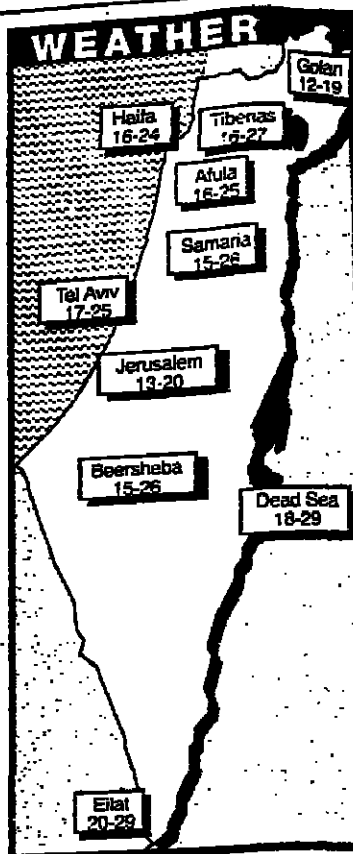 WEATHER
Golan
12-19
Haifa
16-24
Tiberias
16-27
Afula
16-25
Samaria
15-26
Tel Aviv
17-25
Jerusalem
13-20
Beersheba
15-26
Dead Sea
18-29
Eilat
20-29